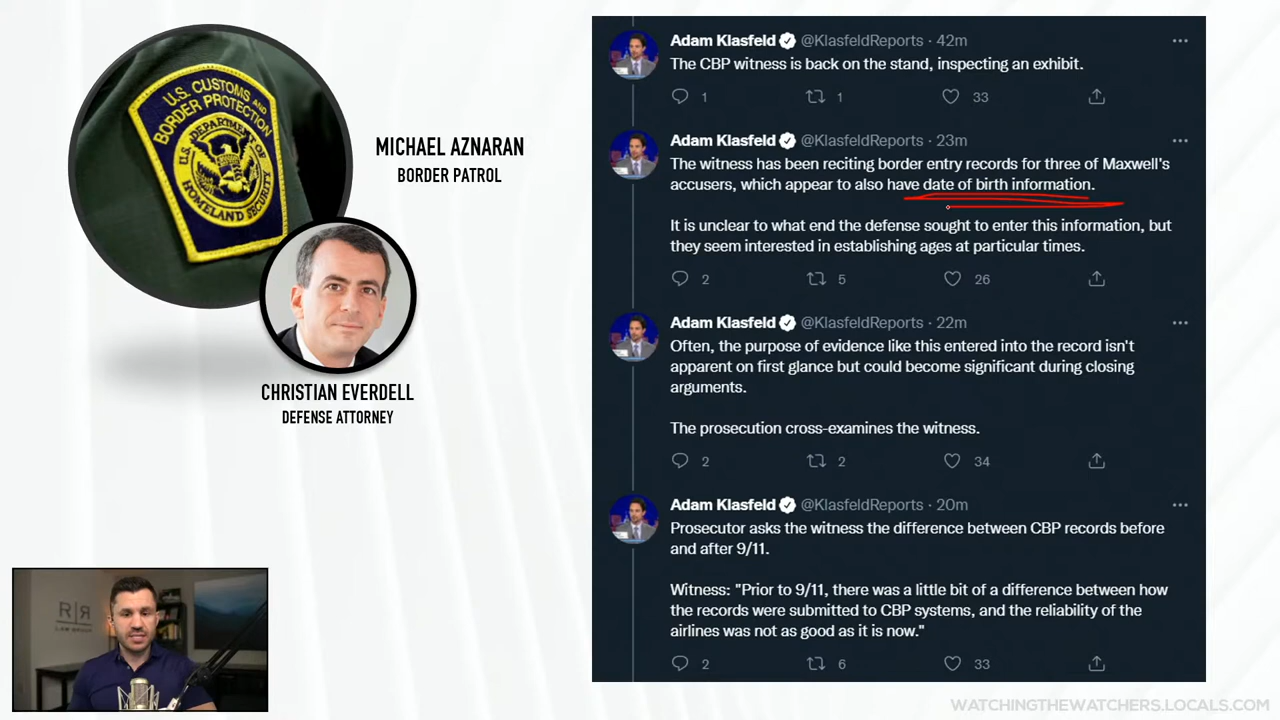 U.S. CUSTOMS AND
BORDER PROTECTION
U.S. DEPARTMENT OF
HOMELAND SECURITY
MICHAEL AZNARAN
BORDER PATROL
CHRISTIAN EVERDELL
DEFENSE ATTORNEY
R|R
LAW GROUP
Adam Klasfeld @KlasfeldReports · 42m
The CBP witness is back on the stand, inspecting an exhibit.
1 1 33
Adam Klasfeld @KlasfeldReports · 23m
The witness has been reciting border entry records for three of Maxwell's
accusers, which appear to also have date of birth information.
It is unclear to what end the defense sought to enter this information, but
they seem interested in establishing ages at particular times.
2 5 26
Adam Klasfeld @KlasfeldReports · 22m
Often, the purpose of evidence like this entered into the record isn't
apparent on first glance but could become significant during closing
arguments.
The prosecution cross-examines the witness.
2 2 34
Adam Klasfeld @KlasfeldReports · 20m
Prosecutor asks the witness the difference between CBP records before
and after 9/11.
Witness: "Prior to 9/11, there was a little bit of a difference between how
the records were submitted to CBP systems, and the reliability of the
airlines was not as good as it is now."
2 6 33
WATCHINGTHEWATCHERS.LOCALS.COM